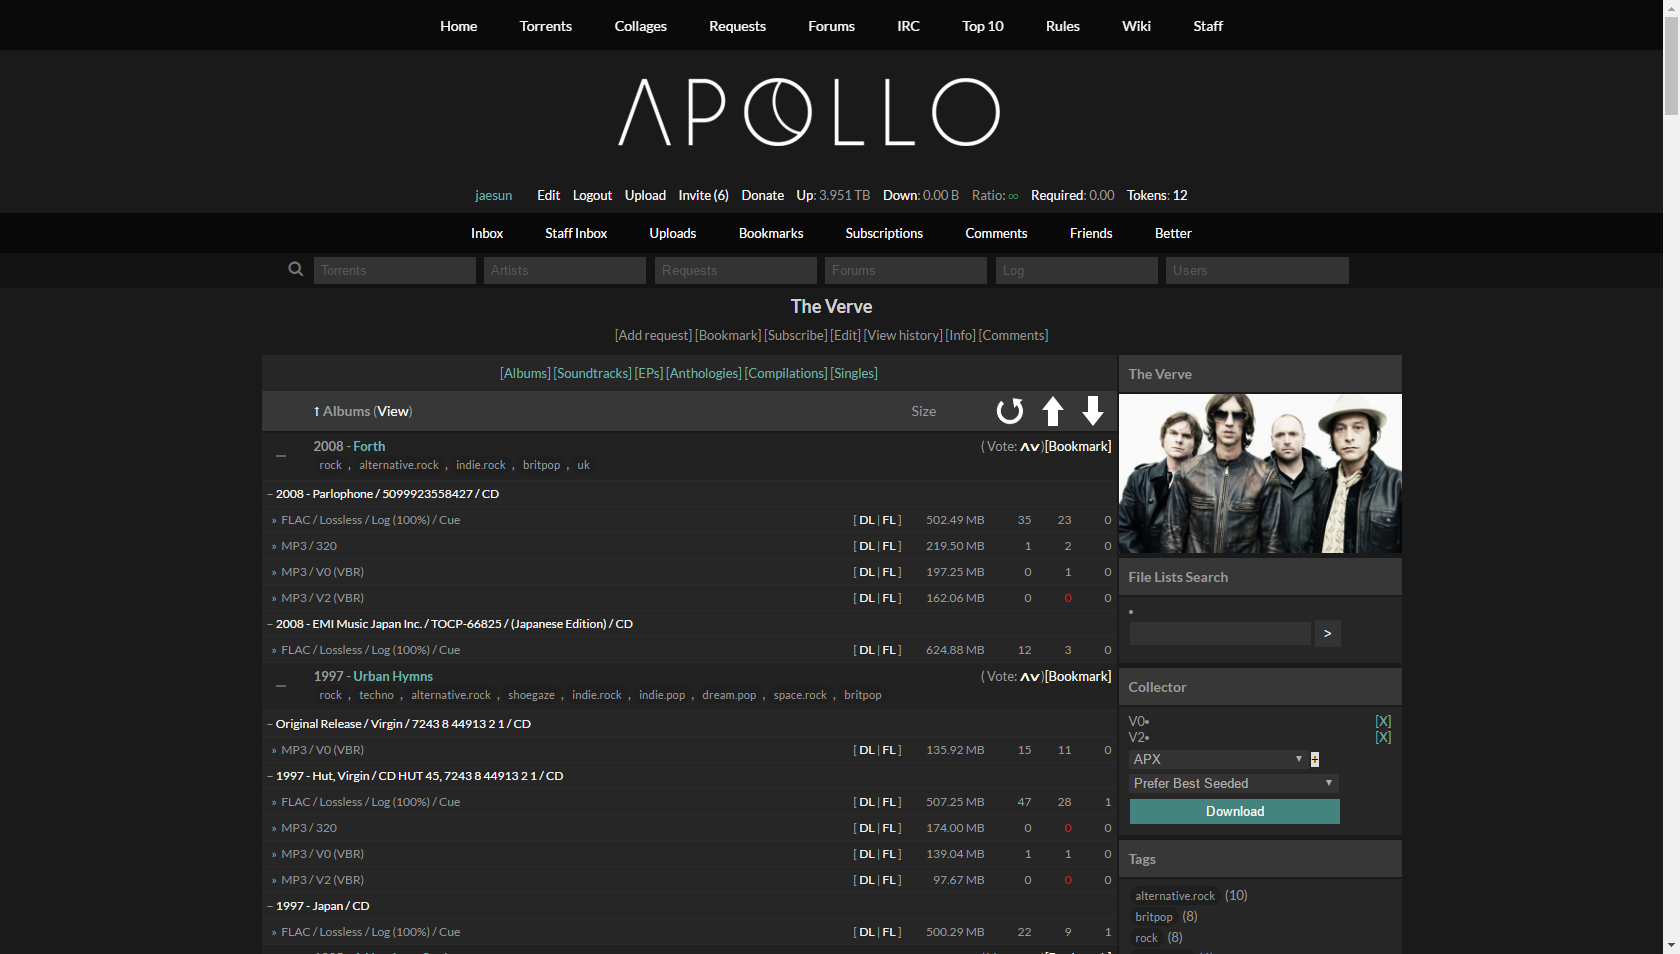 Home Torrents Collages Requests Forums IRC Top 10 Rules Wiki Staff
APOLLO
jaesun Edit Logout Upload Invite (6) Donate Up: 3.951 TB Down: 0.00 B Ratio: ∞ Required: 0.00 Tokens: 12
Inbox Staff Inbox Uploads Bookmarks Subscriptions Comments Friends Better
Torrents Artists Requests Forums Log Users
The Verve
[Add request] [Bookmark] [Subscribe] [Edit] [View history] [Info] [Comments]
[Albums] [Soundtracks] [EPs] [Anthologies] [Compilations] [Singles]
↑ Albums (View) Size
2008 - Forth ( Vote: ʌv )[Bookmark]
rock , alternative.rock , indie.rock , britpop , uk
– 2008 - Parlophone / 5099923558427 / CD
» FLAC / Lossless / Log (100%) / Cue [ DL | FL ] 502.49 MB 35 23 0
» MP3 / 320 [ DL | FL ] 219.50 MB 1 2 0
» MP3 / V0 (VBR) [ DL | FL ] 197.25 MB 0 1 0
» MP3 / V2 (VBR) [ DL | FL ] 162.06 MB 0 0 0
– 2008 - EMI Music Japan Inc. / TOCP-66825 / (Japanese Edition) / CD
» FLAC / Lossless / Log (100%) / Cue [ DL | FL ] 624.88 MB 12 3 0
1997 - Urban Hymns ( Vote: ʌv )[Bookmark]
rock , techno , alternative.rock , shoegaze , indie.rock , indie.pop , dream.pop , space.rock , britpop
– Original Release / Virgin / 7243 8 44913 2 1 / CD
» MP3 / V0 (VBR) [ DL | FL ] 135.92 MB 15 11 0
– 1997 - Hut, Virgin / CD HUT 45, 7243 8 44913 2 1 / CD
» FLAC / Lossless / Log (100%) / Cue [ DL | FL ] 507.25 MB 47 28 1
» MP3 / 320 [ DL | FL ] 174.00 MB 0 0 0
» MP3 / V0 (VBR) [ DL | FL ] 139.04 MB 1 1 0
» MP3 / V2 (VBR) [ DL | FL ] 97.67 MB 0 0 0
– 1997 - Japan / CD
» FLAC / Lossless / Log (100%) / Cue [ DL | FL ] 500.29 MB 22 9 1
The Verve
File Lists Search
>
Collector
V0• [X]
V2• [X]
APX +
Prefer Best Seeded
Download
Tags
alternative.rock (10)
britpop (8)
rock (8)